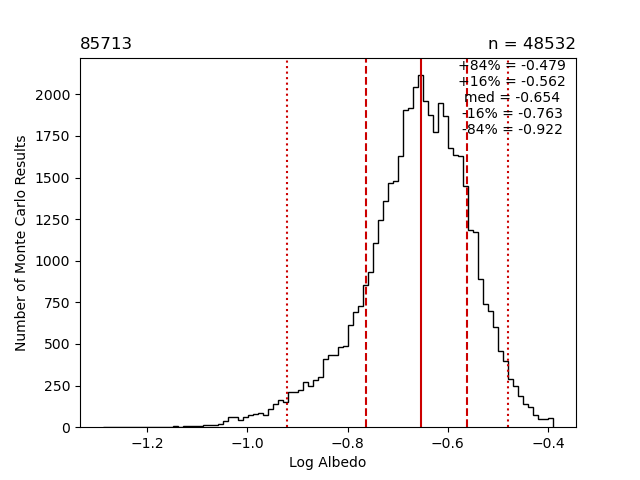 85713
n = 48532
+84% = -0.479
+16% = -0.562
med = -0.654
-16% = -0.763
-84% = -0.922
2000
1750
1500
1250
1000
750
500
250
0
Number of Monte Carlo Results
−1.2
−1.0
−0.8
−0.6
−0.4
Log Albedo